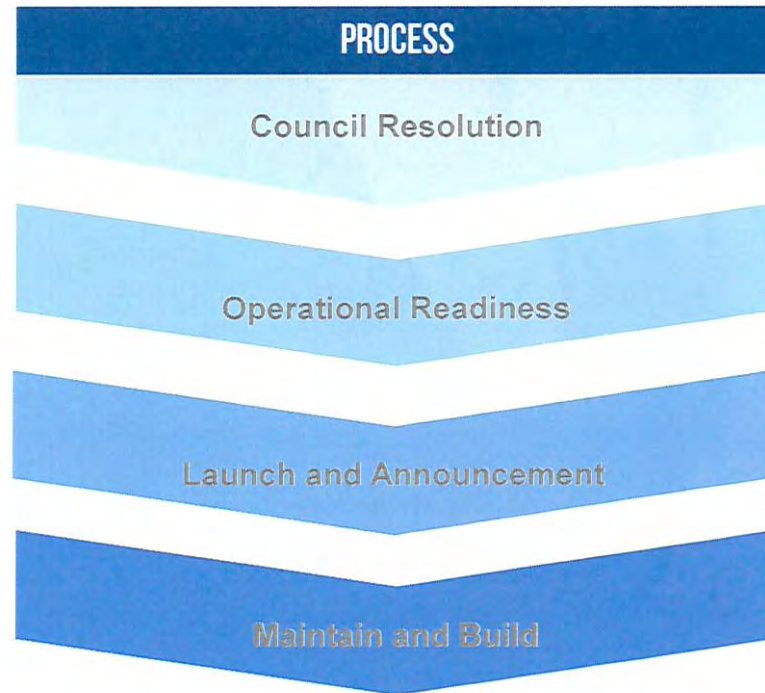 PROCESS
Council Resolution
Operational Readiness
Launch and Announcement
Maintain and Build